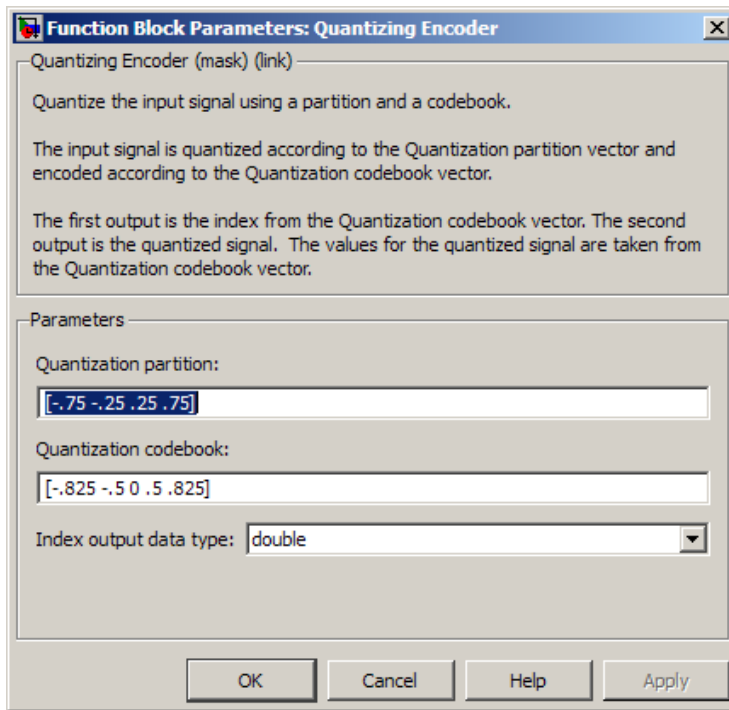 Function Block Parameters: Quantizing Encoder
Quantizing Encoder (mask) (link)
Quantize the input signal using a partition and a codebook.
The input signal is quantized according to the Quantization partition vector and
encoded according to the Quantization codebook vector.
The first output is the index from the Quantization codebook vector. The second
output is the quantized signal.  The values for the quantized signal are taken from
the Quantization codebook vector.
Parameters
Quantization partition:
[-.75 -.25 .25 .75]
Quantization codebook:
[-.825 -.5 0 .5 .825]
Index output data type: double
OK Cancel Help Apply